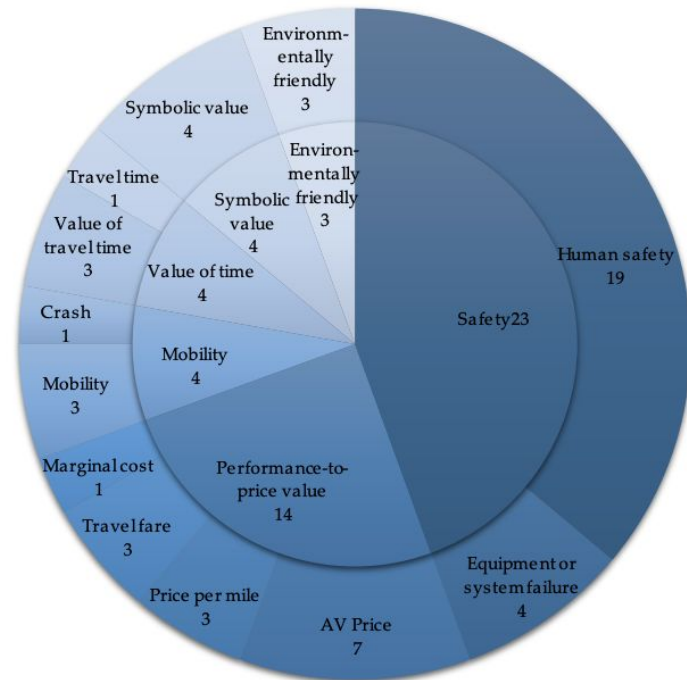 Environm-
entally
friendly
3
Symbolic value
4
Travel time
1
Value of
travel time
3
Crash
1
Mobility
3
Marginal cost
1
Travel fare
3
Price per mile
3
AV Price
7
Equipment or
system failure
4
Human safety
19
Environ-
mentally
friendly
3
Symbolic
value
4
Value of time
4
Mobility
4
Performance-to-
price value
14
Safety23